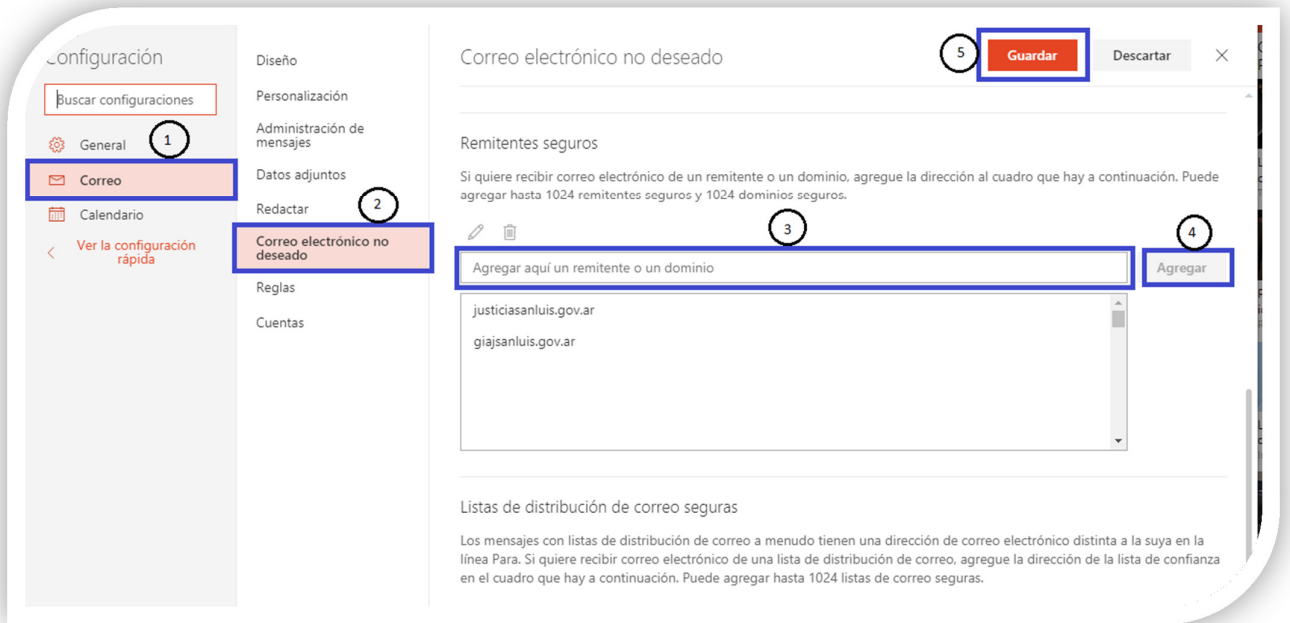 Configuración
Buscar configuraciones
1
General
Correo
Calendario
Ver la configuración
rápida
Diseño
Personalización
Administración de
mensajes
Datos adjuntos
Redactar
2
Correo electrónico no
deseado
Reglas
Cuentas
Correo electrónico no deseado
5
Guardar
Descartar
Remitentes seguros
Si quiere recibir correo electrónico de un remitente o un dominio, agregue la dirección al cuadro que hay a continuación. Puede
agregar hasta 1024 remitentes seguros y 1024 dominios seguros.
3
4
Agregar aquí un remitente o un dominio
Agregar
justiciasanluis.gov.ar
giajsanluis.gov.ar
Listas de distribución de correo seguras
Los mensajes con listas de distribución de correo a menudo tienen una dirección de correo electrónico distinta a la suya en la
línea Para. Si quiere recibir correo electrónico de una lista de distribución de correo, agregue la dirección de la lista de confianza
en el cuadro que hay a continuación. Puede agregar hasta 1024 listas de correo seguras.